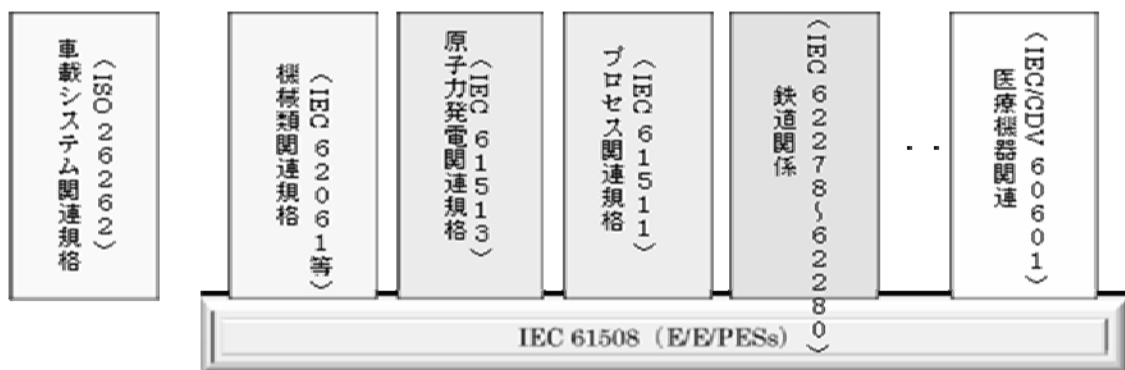 （ISO 26262）
車載システム関連規格
（IEC 62061等）
機械類関連規格
（IEC 61513）
原子力発電関連規格
（IEC 61511）
プロセス関連規格
（IEC 62278～62280）
鉄道関係
・・
（IEC/CDV 60601）
医療機器関連
IEC 61508（E/E/PESs）